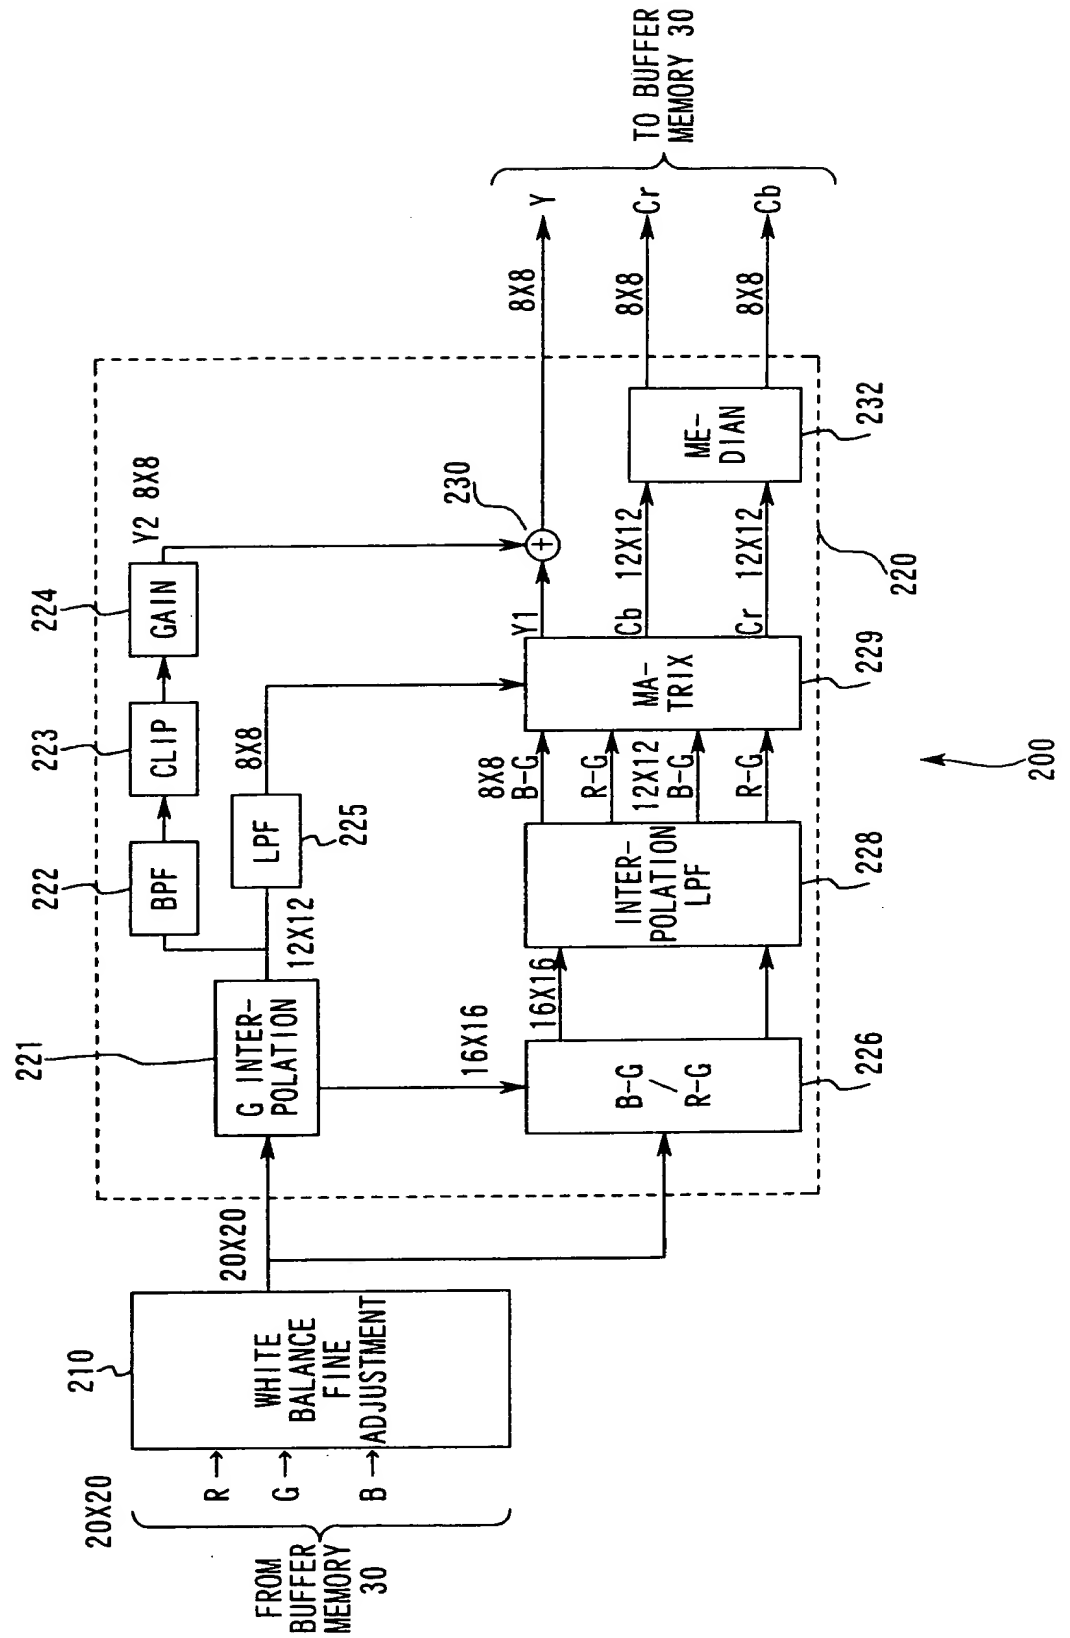 20X20
FROM
BUFFER
MEMORY
30
R
G
B
210
WHITE
BALANCE
FINE
ADJUSTMENT
20X20
221
G INTER-
POLATION
12X12
16X16
222
BPF
223
CLIP
224
GAIN
Y2 8X8
LPF
225
8X8
B-G
/
R-G
226
16X16
INTER-
POLATION
LPF
228
8X8
B-G
R-G
12X12
B-G
R-G
MA-
TRIX
229
Y1
Cb
12X12
Cr
12X12
230
+
ME-
DIAN
232
220
8X8
Y
8X8
Cr
8X8
Cb
TO BUFFER
MEMORY 30
200